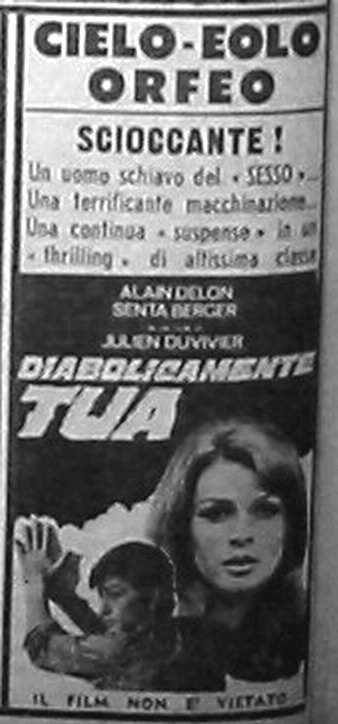 CIELO-EOLO
ORFEO
SCIOCCANTE!
Un uomo schiavo del «SESSO»...
Una terrificante macchinazione...
Una continua «suspense» in un
«thrilling» di altissima classe
ALAIN DELON
SENTA BERGER
JULIEN DUVIVIER
DIABOLICAMENTE
TUA
IL FILM NON E' VIETATO